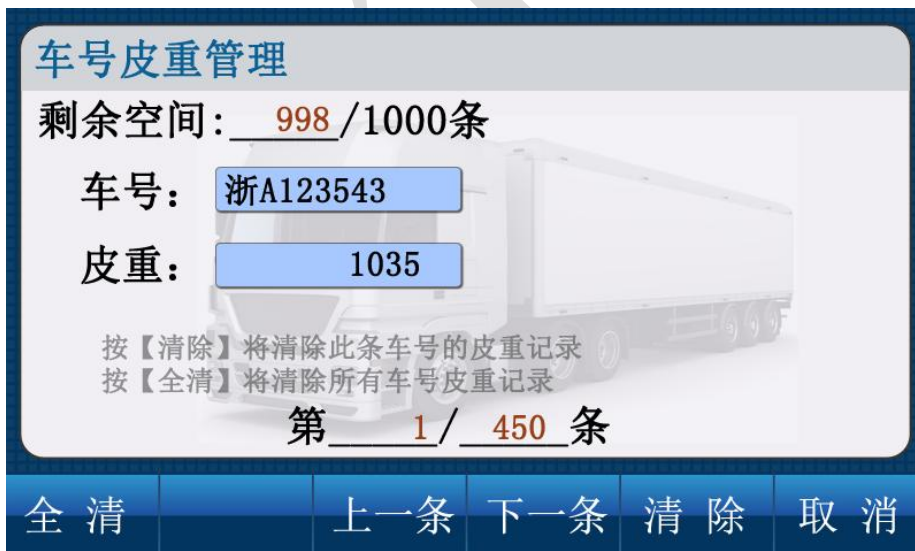 车号皮重管理
剩余空间:998/1000条
车号：浙A123543
皮重：1035
按【清除】将清除此条车号的皮重记录
按【全清】将清除所有车号皮重记录
第1/450条
全清 上一条 下一条 清除 取消